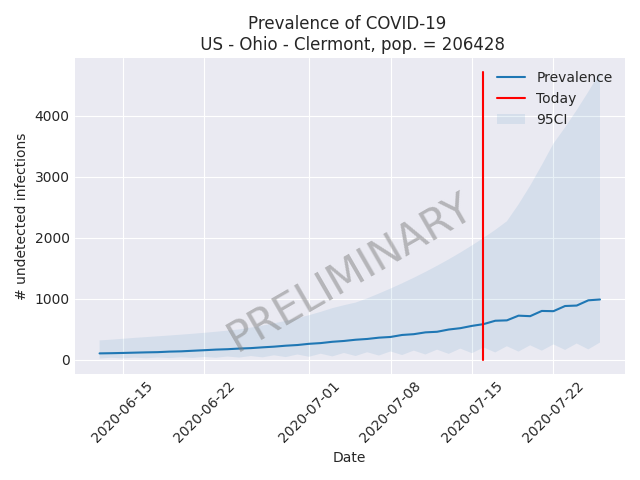 Prevalence of COVID-19
US - Ohio - Clermont, pop. = 206428
Prevalence
Today
95CI
# undetected infections
4000
3000
2000
1000
0
PRELIMINARY
2020-06-15
2020-06-22
2020-07-01
2020-07-08
2020-07-15
2020-07-22
Date